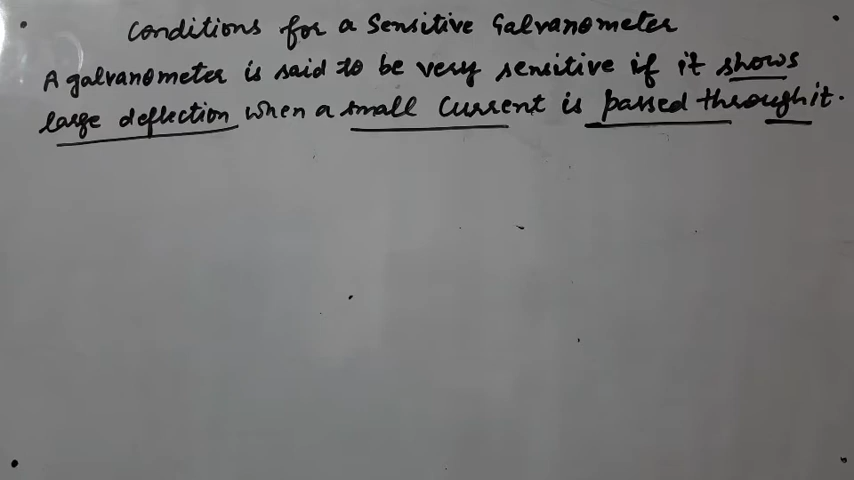 Conditions for a Sensitive Galvanometer
A galvanometer is said to be very sensitive if it shows
large deflection when a small current is passed through it.